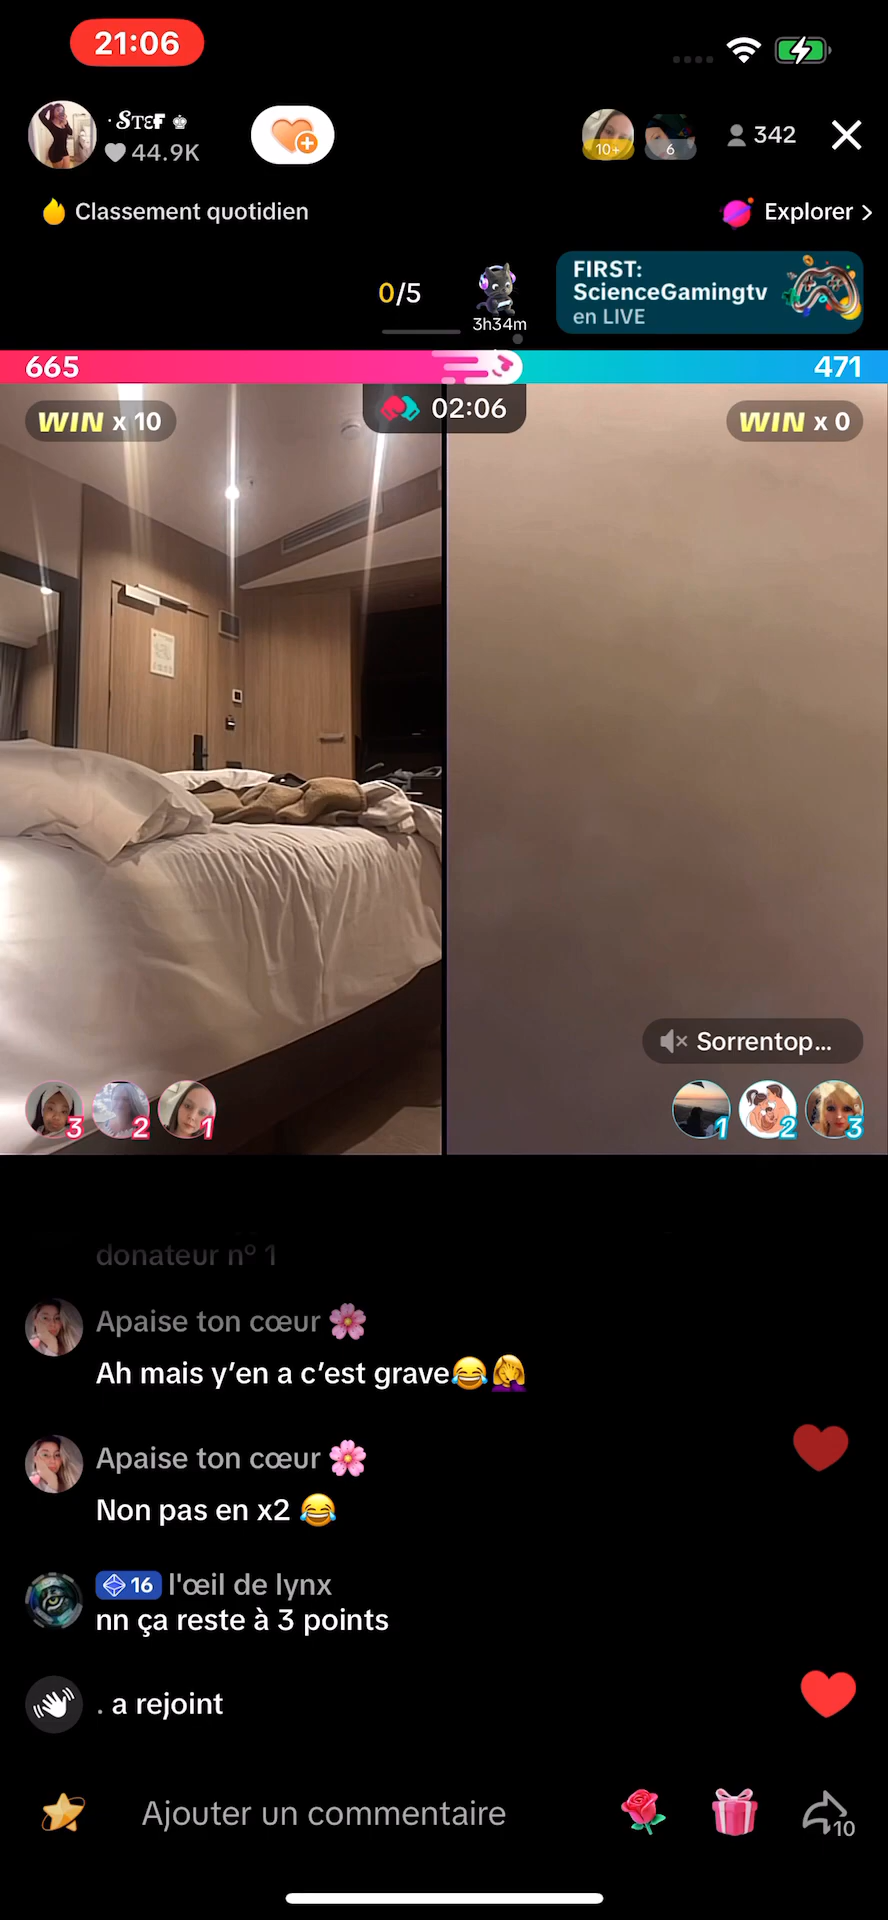 21:06
· STEF ♚
44.9K
10+
6
342
Classement quotidien
Explorer >
0/5
3h34m
FIRST:
ScienceGamingtv
en LIVE
665
471
WIN x 10
02:06
WIN x 0
Sorrentop...
3
2
1
1
2
3
donateur nº 1
Apaise ton cœur 🌸
Ah mais y’en a c’est grave😂🤦‍♀️
Apaise ton cœur 🌸
Non pas en x2 😂
16 l'œil de lynx
nn ça reste à 3 points
. a rejoint
Ajouter un commentaire
10